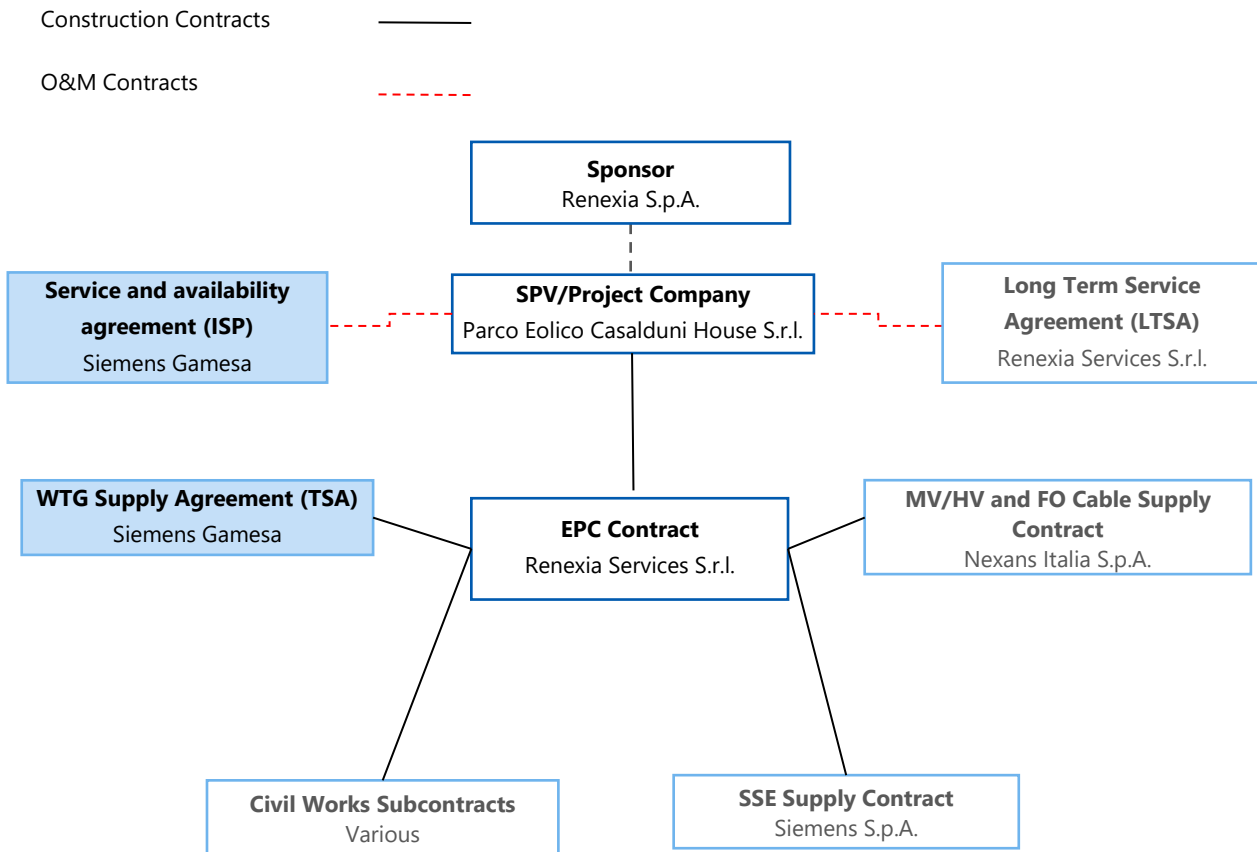 Construction Contracts
O&M Contracts
Sponsor
Renexia S.p.A.
Service and availability
agreement (ISP)
Siemens Gamesa
SPV/Project Company
Parco Eolico Casalduni House S.r.l.
Long Term Service
Agreement (LTSA)
Renexia Services S.r.l.
WTG Supply Agreement (TSA)
Siemens Gamesa
EPC Contract
Renexia Services S.r.l.
MV/HV and FO Cable Supply
Contract
Nexans Italia S.p.A.
Civil Works Subcontracts
Various
SSE Supply Contract
Siemens S.p.A.